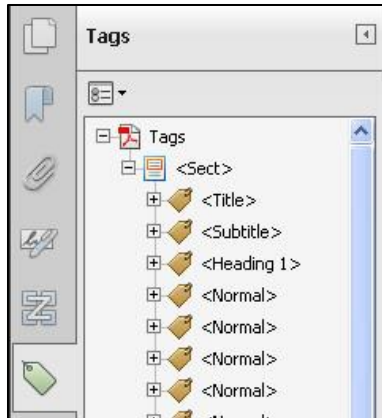 Tags
Tags
<Sect>
<Title>
<Subtitle>
<Heading 1>
<Normal>
<Normal>
<Normal>
<Normal>